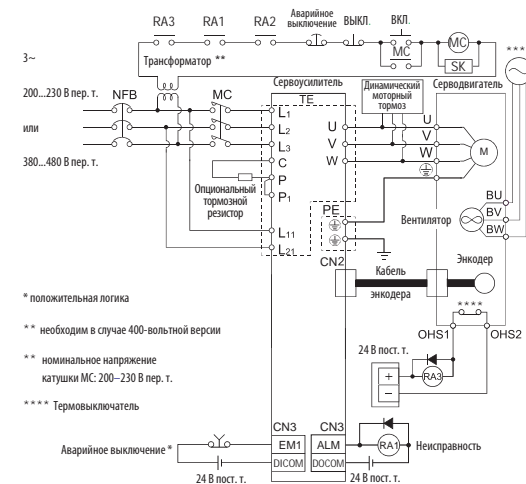 RA3 RA1 RA2 Аварийное выключение ВЫКЛ. ВКЛ.
MC
MC
SK
****
3~
Трансформатор **
200...230 В пер. т.
NFB
MC
Сервоусилитель
TE
Динамический моторный тормоз
Серводвигатель
или
380...480 В пер. т.
L1
L2
L3
C
P
P1
U
V
W
U
V
W
M
Опциональный
тормозной
резистор
PE
L11
L21
BU
BV
BW
Вентилятор
CN2
Кабель
энкодера
Энкодер
* положительная логика
** необходим в случае 400-вольтной версии
** номинальное напряжение
катушки МС: 200–230 В пер. т.
**** Термовыключатель
****
OHS1 OHS2
24 В пост. т.
+
−
RA3
CN3 CN3
Аварийное выключение *
EM1 ALM
RA1
Неисправность
DICOM DOCOM
24 В пост. т. 24 В пост. т.